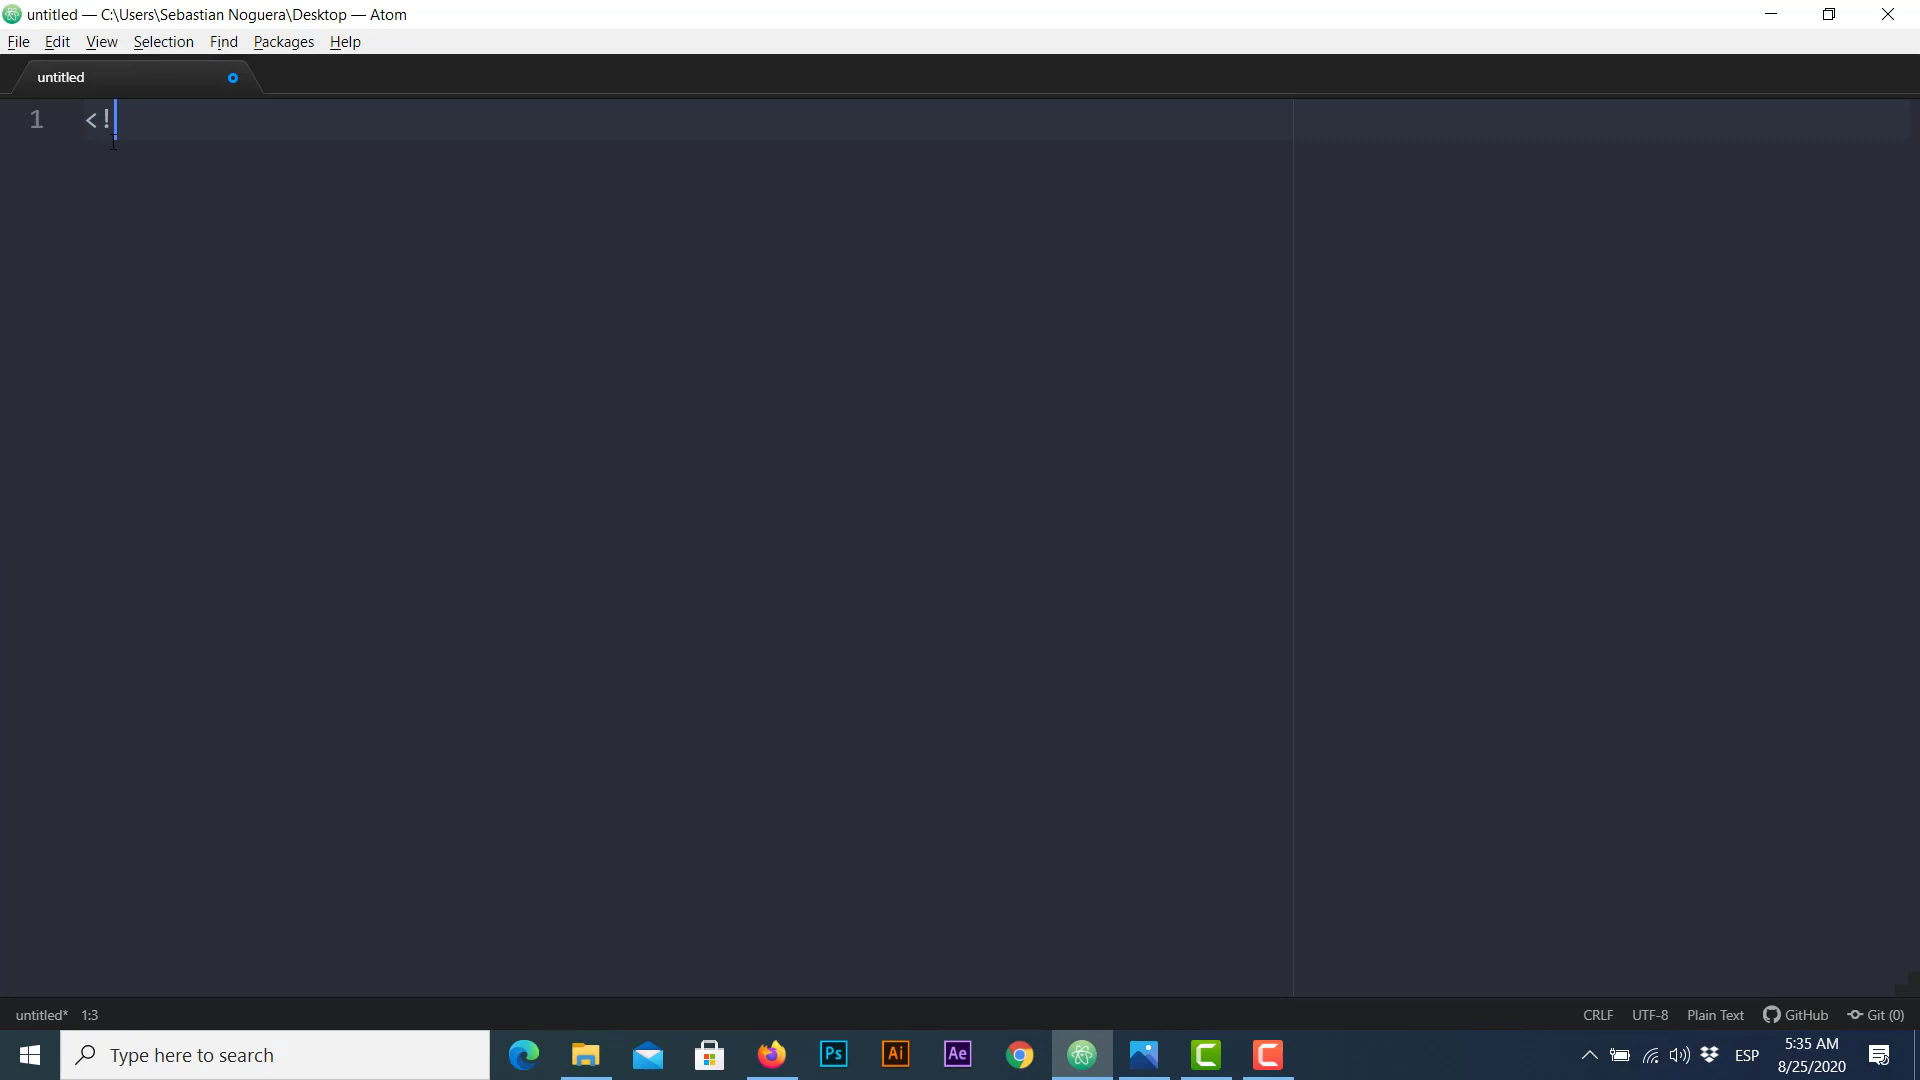 untitled — C:\Users\Sebastian Noguera\Desktop — Atom
File Edit View Selection Find Packages Help
untitled
1 <!
untitled* 1:3 CRLF UTF-8 Plain Text GitHub Git (0)
Type here to search Ps Ai Ae ESP 5:35 AM
8/25/2020